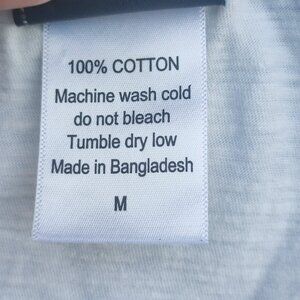 100% COTTON
Machine wash cold
do not bleach
Tumble dry low
Made in Bangladesh
M